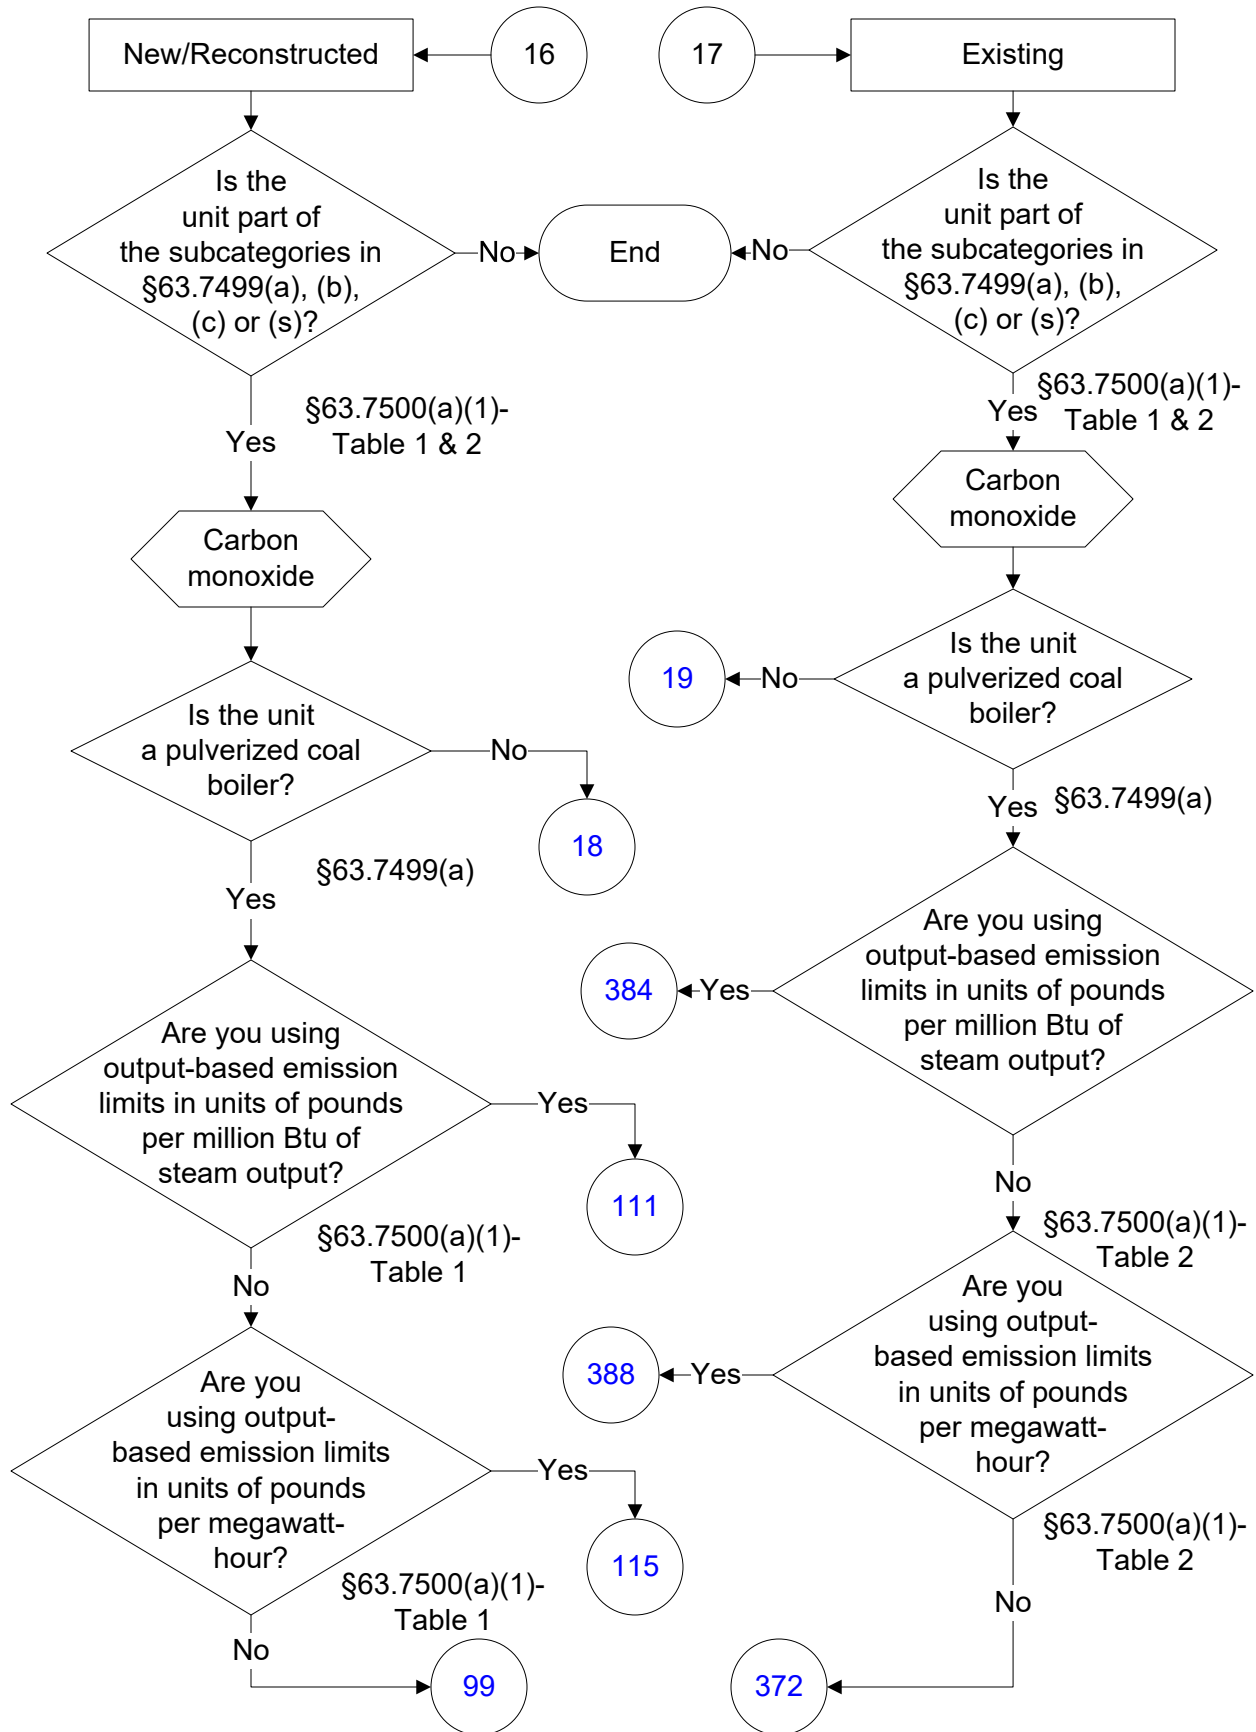 New/Reconstructed
16
17
Existing
Is the
unit part of
the subcategories in
§63.7499(a), (b),
(c) or (s)?
No
End
No
Is the
unit part of
the subcategories in
§63.7499(a), (b),
(c) or (s)?
Yes
§63.7500(a)(1)-
Table 1 & 2
Yes
§63.7500(a)(1)-
Table 1 & 2
Carbon
monoxide
Carbon
monoxide
Is the unit
a pulverized coal
boiler?
No
18
19
No
Is the unit
a pulverized coal
boiler?
Yes
§63.7499(a)
Yes
§63.7499(a)
Are you using
output-based emission
limits in units of pounds
per million Btu of
steam output?
Yes
111
384
Yes
Are you using
output-based emission
limits in units of pounds
per million Btu of
steam output?
No
§63.7500(a)(1)-
Table 1
No
§63.7500(a)(1)-
Table 2
Are you
using output-
based emission limits
in units of pounds
per megawatt-
hour?
Yes
115
388
Yes
Are you
using output-
based emission limits
in units of pounds
per megawatt-
hour?
§63.7500(a)(1)-
Table 1
No
99
§63.7500(a)(1)-
Table 2
No
372